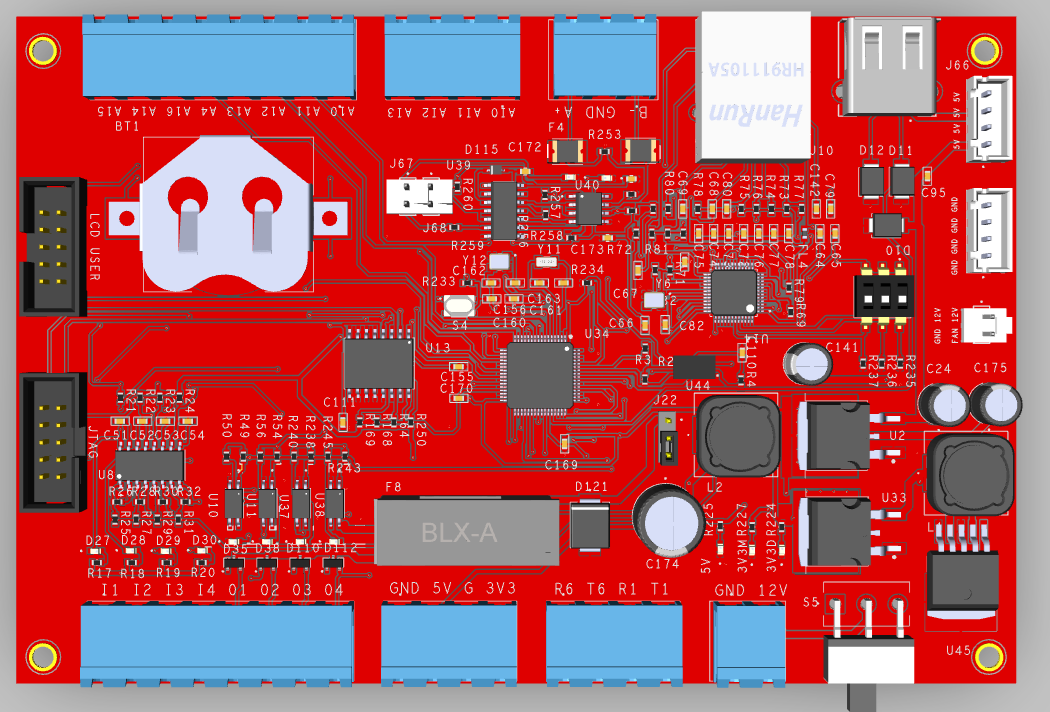 HR911105A
HanRun
J66
A15 A14 A16 A4 A13 A12 A11 A10
A13 A12 A11 A10
A+ GND B-
5V 5V 5V 5V
BT1
F4
R253
D115
C172
J67
U39
U40
J10
D12
D11
C95
R260
R257
R80
C69
R78
C68
C80
R75
R76
R74
R73
R77
C142
C79
J68
R259
R256
R258
C173
R72
R81
GND GND GND GND
LCD USER
Y12
Y11
C162
R233
R234
C163
C156
C161
C160
C67
Y6
C75
C74
C76
C77
C78
FL4
C64
C65
D10
R79
R69
S4
U34
C66
C82
GND 12V
FAN 12V
U13
R3
R2
U44
R4
C141
R237
R236
R235
C24
C175
C155
C170
R21
R22
R23
R24
C111
R169
R168
R64
R250
J22
C51
C52
C53
C54
R50
R49
R56
R54
R240
R238
R245
R243
C169
U2
L2
JTAG
U8
R26
R28
R30
R32
R25
R27
R29
R31
U10
U11
U37
U38
F8
BLX-A
D121
U33
R225
R227
R224
C174
5V
3V3M
3V3D
D27
D28
D29
D30
D35
D38
D110
D112
R17
R18
R19
R20
I1 I2 I3 I4 O1 O2 O3 O4
GND 5V G 3V3
R6 T6 R1 T1
GND 12V
S5
U45